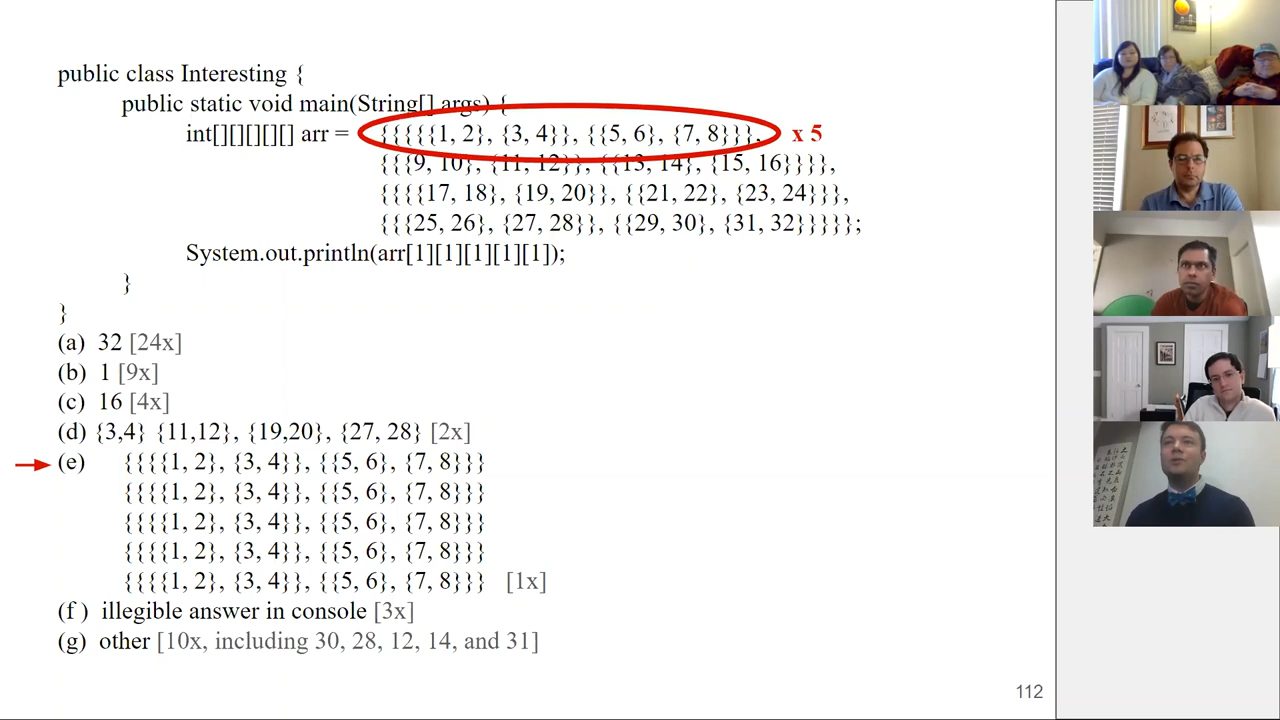 public class Interesting {
public static void main(String[] args) {
int[][][][][] arr = {{{{{1, 2}, {3, 4}}, {{5, 6}, {7, 8}}}, x 5
{{{9, 10}, {11, 12}}, {{13, 14}, {15, 16}}}},
{{{17, 18}, {19, 20}}, {{21, 22}, {23, 24}}},
{{{25, 26}, {27, 28}}, {{29, 30}, {31, 32}}}}};
System.out.println(arr[1][1][1][1][1]);
}
}
(a) 32 [24x]
(b) 1 [9x]
(c) 16 [4x]
(d) {3,4} {11,12}, {19,20}, {27, 28} [2x]
(e) {{{{1, 2}, {3, 4}}, {{5, 6}, {7, 8}}}
{{{{1, 2}, {3, 4}}, {{5, 6}, {7, 8}}}
{{{{1, 2}, {3, 4}}, {{5, 6}, {7, 8}}}
{{{{1, 2}, {3, 4}}, {{5, 6}, {7, 8}}}
{{{{1, 2}, {3, 4}}, {{5, 6}, {7, 8}}} [1x]
(f ) illegible answer in console [3x]
(g) other [10x, including 30, 28, 12, 14, and 31]
112